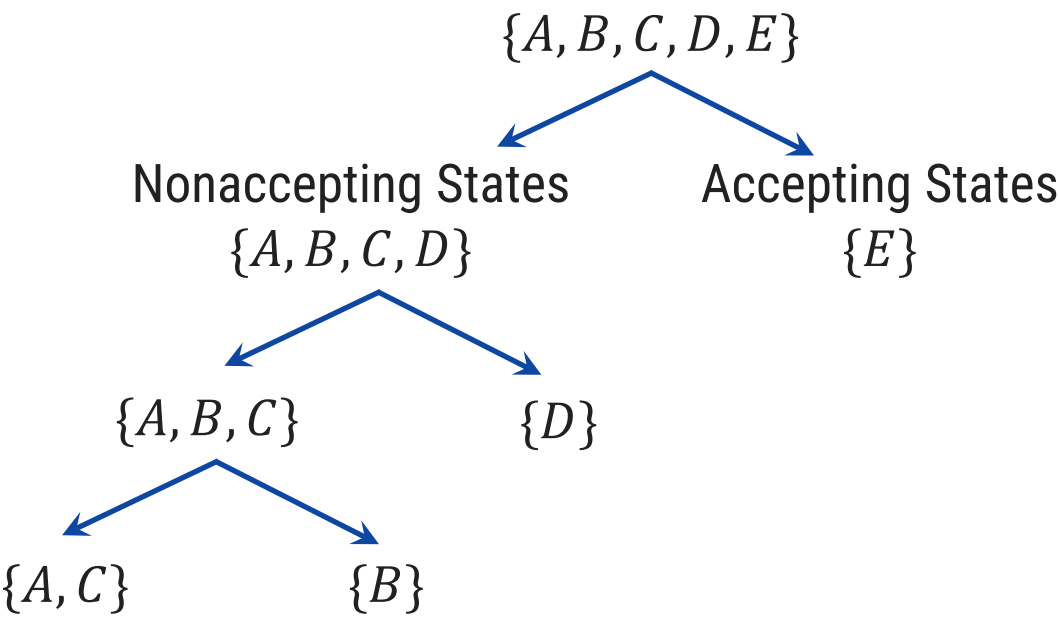 {A, B, C, D, E}
Nonaccepting States
{A, B, C, D}
Accepting States
{E}
{A, B, C}
{D}
{A, C}
{B}